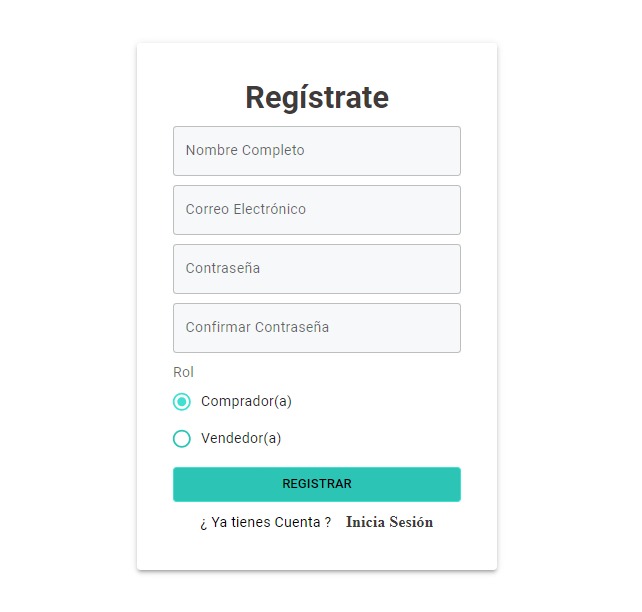 Regístrate
Nombre Completo
Correo Electrónico
Contraseña
Confirmar Contraseña
Rol
Comprador(a)
Vendedor(a)
REGISTRAR
¿ Ya tienes Cuenta ? Inicia Sesión